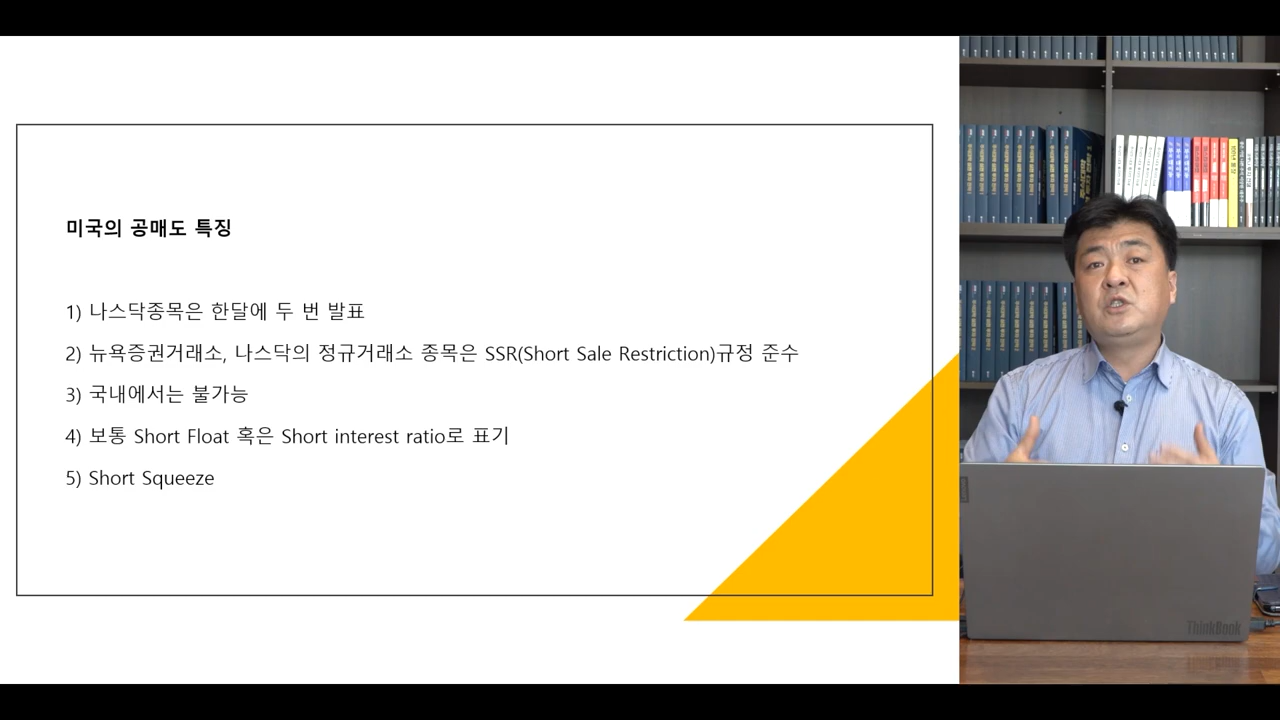 미국의 공매도 특징
1) 나스닥종목은 한달에 두 번 발표
2) 뉴욕증권거래소, 나스닥의 정규거래소 종목은 SSR(Short Sale Restriction)규정 준수
3) 국내에서는 불가능
4) 보통 Short Float 혹은 Short interest ratio로 표기
5) Short Squeeze
ThinkBook